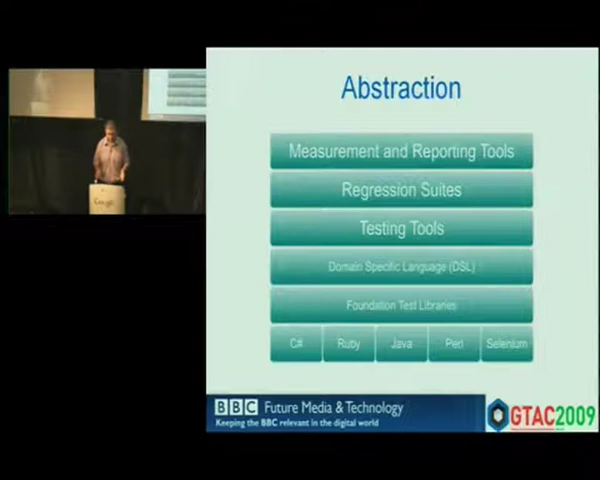 Abstraction
Measurement and Reporting Tools
Regression Suites
Testing Tools
Domain Specific Language (DSL)
Foundation Test Libraries
C# Ruby Java Perl Selenium
BBC Future Media & Technology
Keeping the BBC relevant in the digital world
GTAC2009
Google